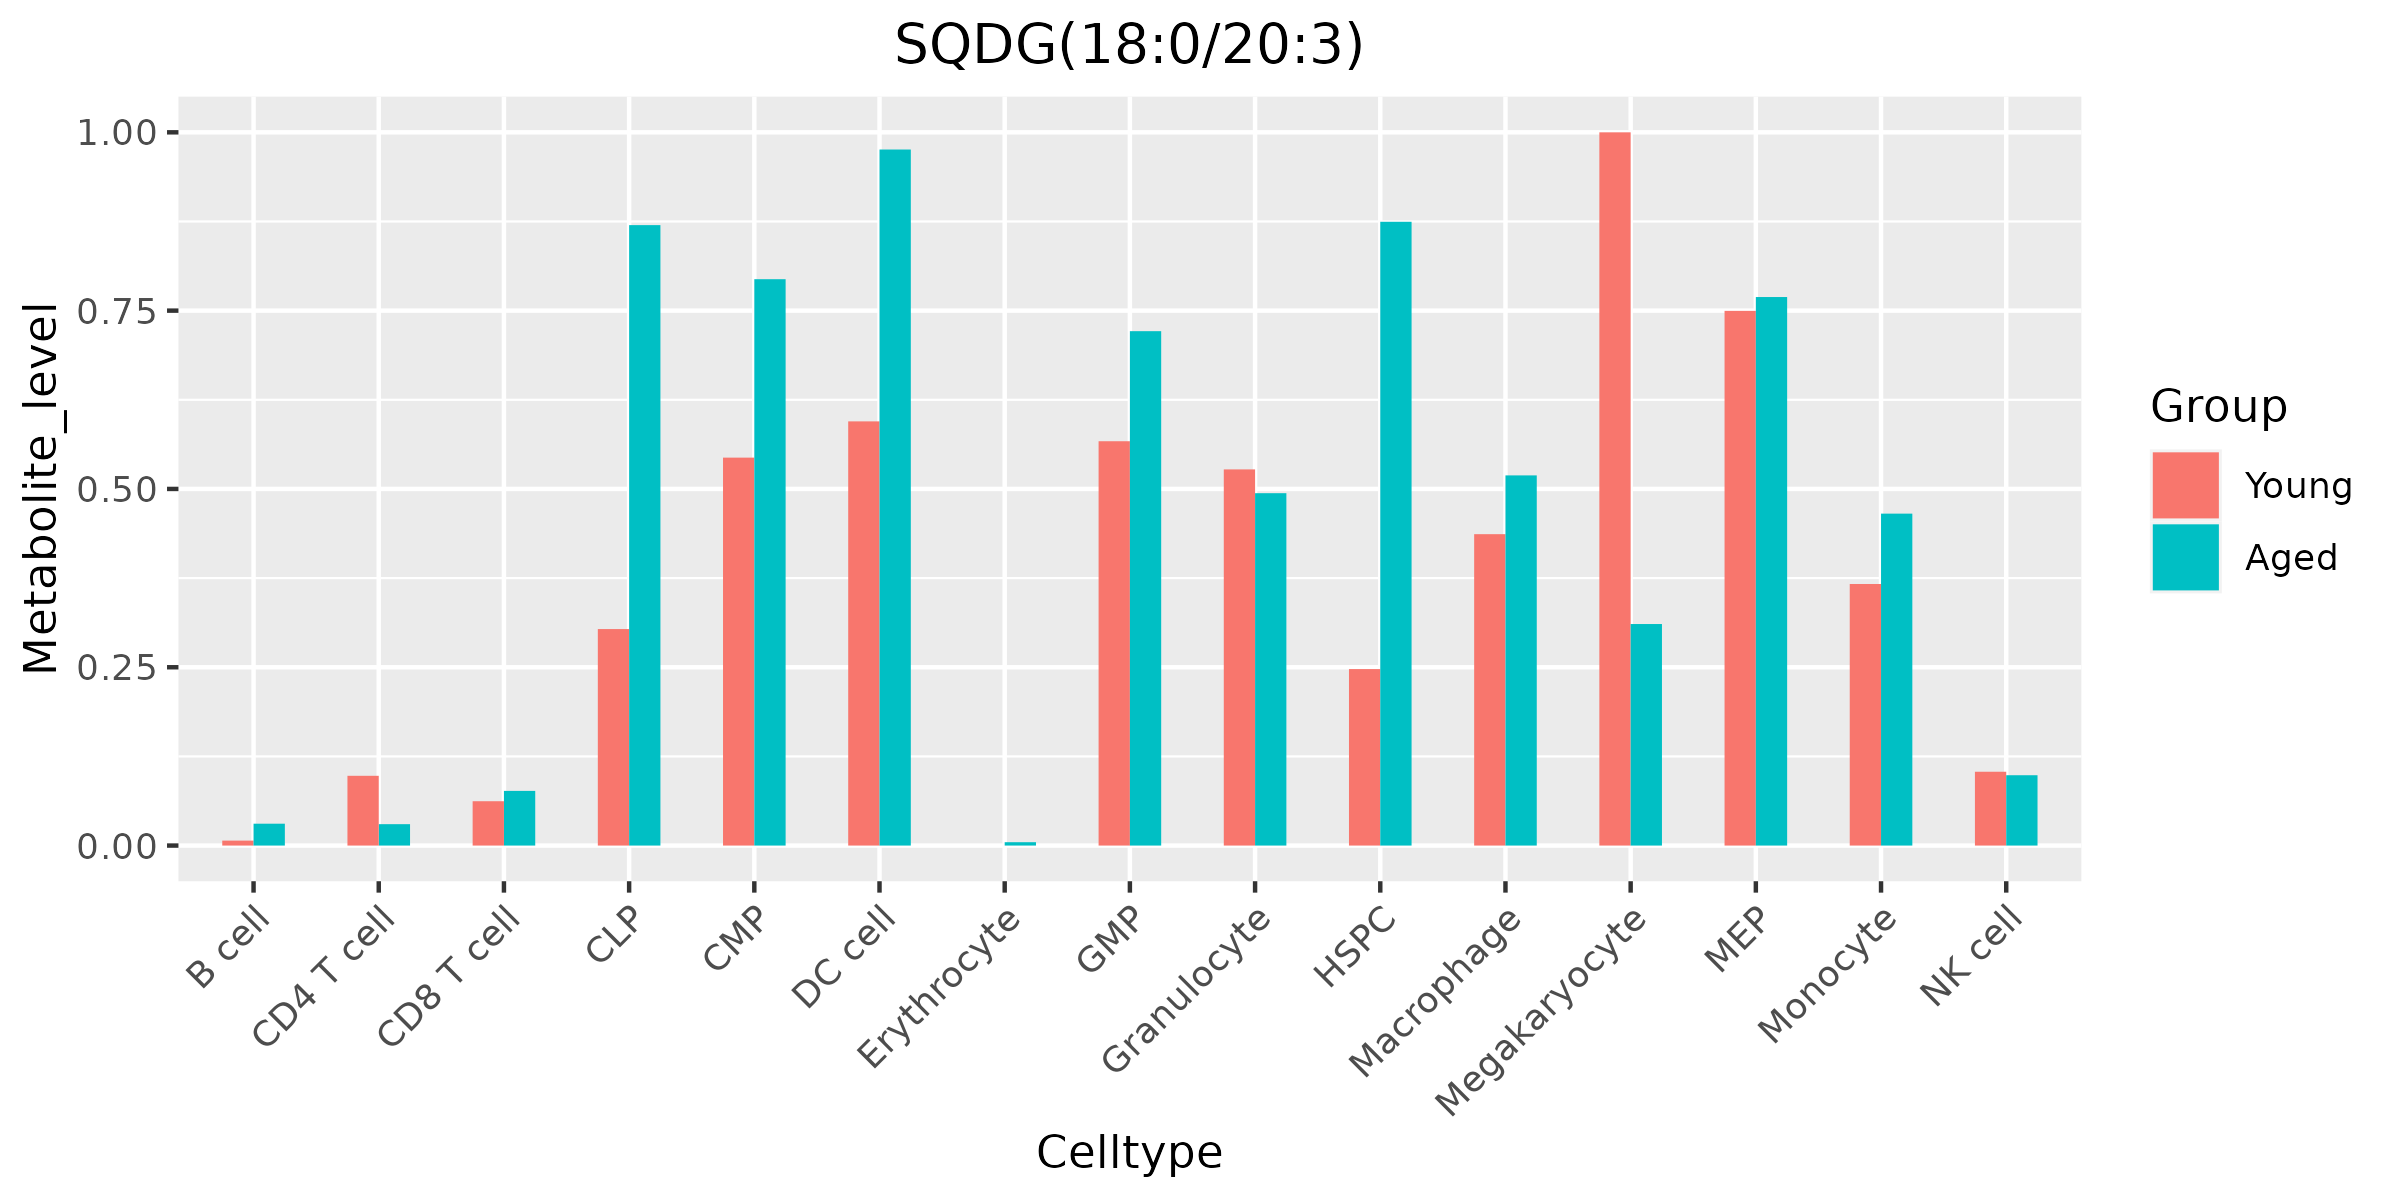 SQDG(18:0/20:3)
Metabolite_level
1.00
0.75
0.50
0.25
0.00
B cell
CD4 T cell
CD8 T cell
CLP
CMP
DC cell
Erythrocyte
GMP
Granulocyte
HSPC
Macrophage
Megakaryocyte
MEP
Monocyte
NK cell
Celltype
Group
Young
Aged